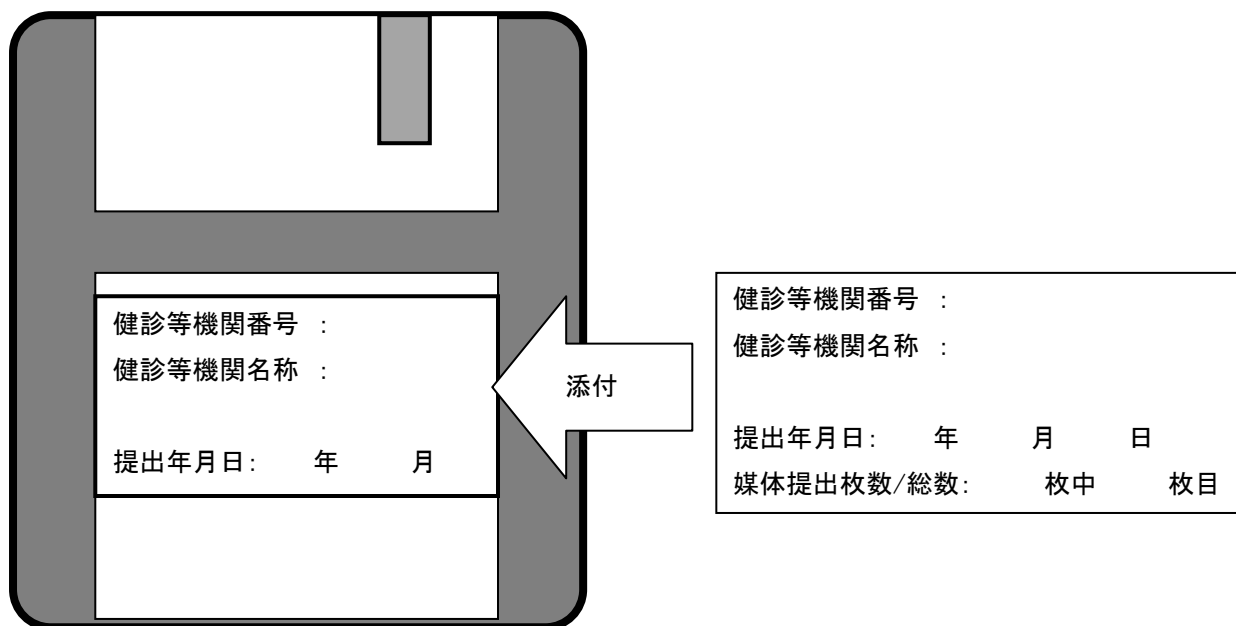 健診等機関番号 :
健診等機関名称 :
提出年月日: 年 月
添付
健診等機関番号 :
健診等機関名称 :
提出年月日: 年 月 日
媒体提出枚数/総数: 枚中 枚目